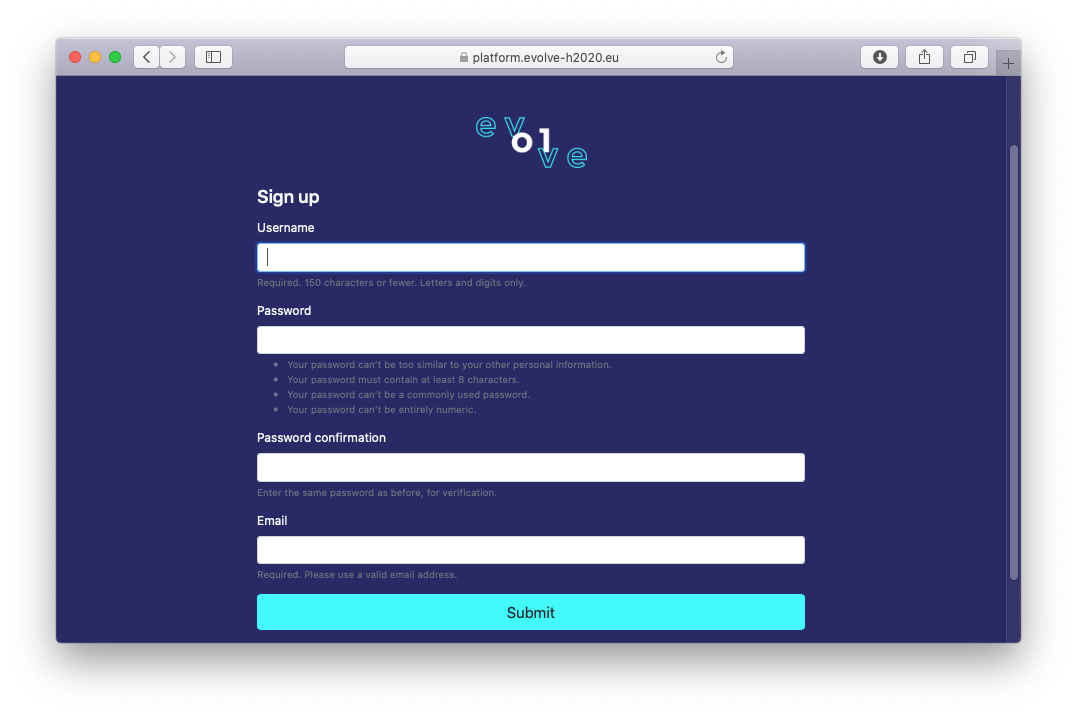 platform.evolve-h2020.eu
evolve
Sign up
Username
Required. 150 characters or fewer. Letters and digits only.
Password
Your password can't be too similar to your other personal information.
Your password must contain at least 8 characters.
Your password can't be a commonly used password.
Your password can't be entirely numeric.
Password confirmation
Enter the same password as before, for verification.
Email
Required. Please use a valid email address.
Submit